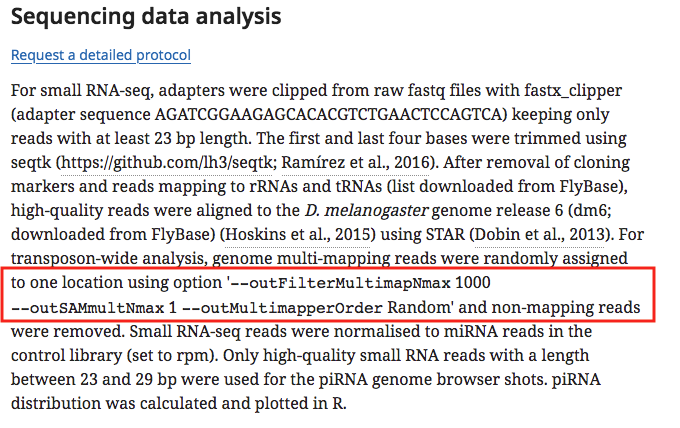 Sequencing data analysis
Request a detailed protocol
For small RNA-seq, adapters were clipped from raw fastq files with fastx_clipper
(adapter sequence AGATCGGAAGAGCACACGTCTGAACTCCAGTCA) keeping only
reads with at least 23 bp length. The first and last four bases were trimmed using
seqtk (https://github.com/lh3/seqtk; Ramírez et al., 2016). After removal of cloning
markers and reads mapping to rRNAs and tRNAs (list downloaded from FlyBase),
high-quality reads were aligned to the D. melanogaster genome release 6 (dm6;
downloaded from FlyBase) (Hoskins et al., 2015) using STAR (Dobin et al., 2013). For
transposon-wide analysis, genome multi-mapping reads were randomly assigned
to one location using option '--outFilterMultimapNmax 1000
--outSAMmultNmax 1 --outMultimapperOrder Random' and non-mapping reads
were removed. Small RNA-seq reads were normalised to miRNA reads in the
control library (set to rpm). Only high-quality small RNA reads with a length
between 23 and 29 bp were used for the piRNA genome browser shots. piRNA
distribution was calculated and plotted in R.